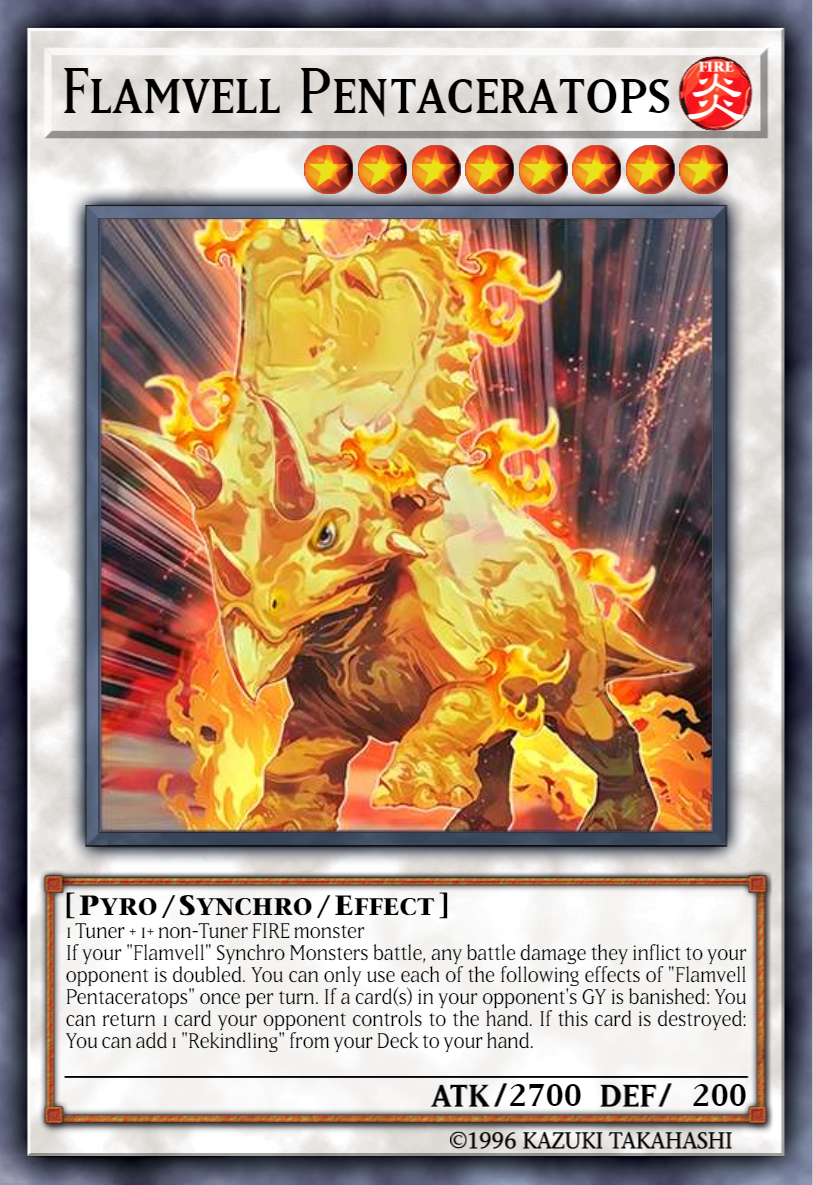 Flamvell Pentaceratops
FIRE
炎
[ Pyro / Synchro / Effect ]
1 Tuner + 1+ non-Tuner FIRE monster
If your "Flamvell" Synchro Monsters battle, any battle damage they inflict to your
opponent is doubled. You can only use each of the following effects of "Flamvell
Pentaceratops" once per turn. If a card(s) in your opponent's GY is banished: You
can return 1 card your opponent controls to the hand. If this card is destroyed:
You can add 1 "Rekindling" from your Deck to your hand.
ATK/2700 DEF/ 200
©1996 KAZUKI TAKAHASHI